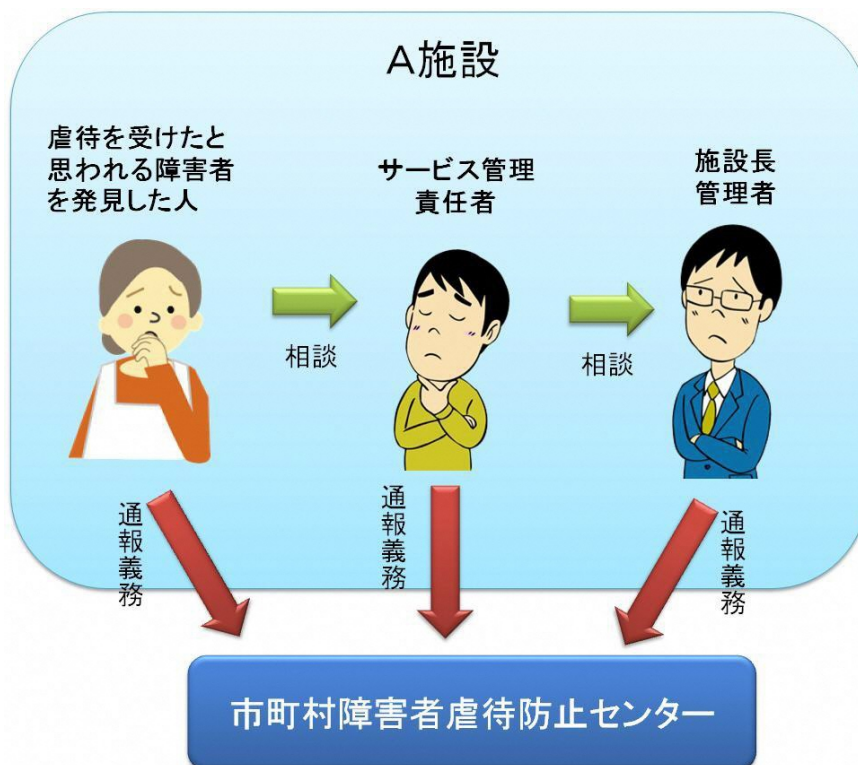 A施設
虐待を受けたと
思われる障害者
を発見した人
サービス管理
責任者
施設長
管理者
相談
相談
通報義務
通報義務
通報義務
市町村障害者虐待防止センター